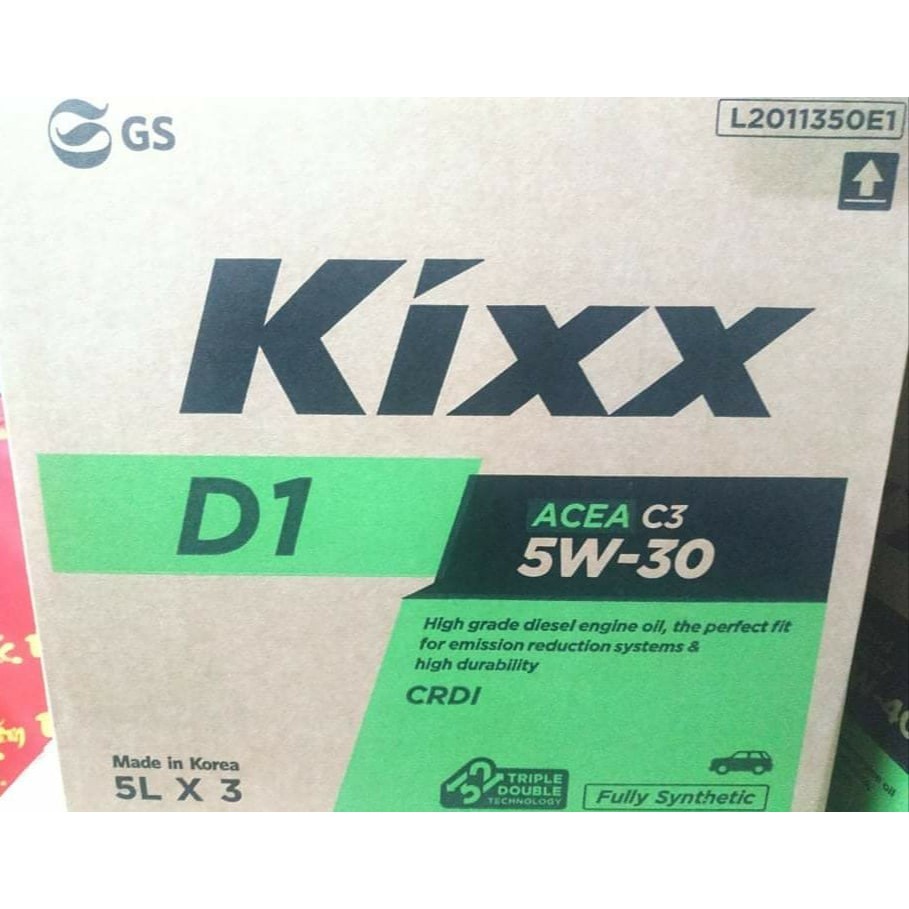 GS
L2011350E1
Kixx
D1
ACEA C3
5W-30
High grade diesel engine oil, the perfect fit
for emission reduction systems &
high durability
CRDI
Made in Korea
5L X 3
TRIPLE
DOUBLE
TECHNOLOGY
Fully Synthetic